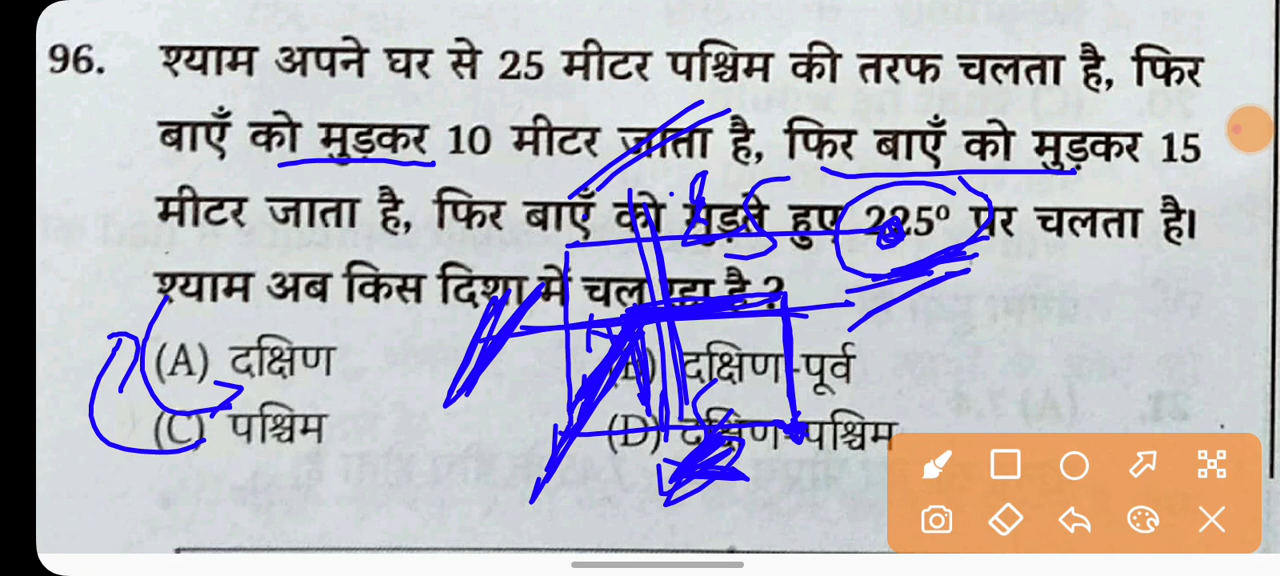 96. श्याम अपने घर से 25 मीटर पश्चिम की तरफ चलता है, फिर
बाएँ को मुड़कर 10 मीटर जाता है, फिर बाएँ को मुड़कर 15
मीटर जाता है, फिर बाएँ को मुड़ते हुए 225° पर चलता है।
श्याम अब किस दिशा में चल रहा है ?
(A) दक्षिण (B) दक्षिण-पूर्व
(C) पश्चिम (D) दक्षिण-पश्चिम